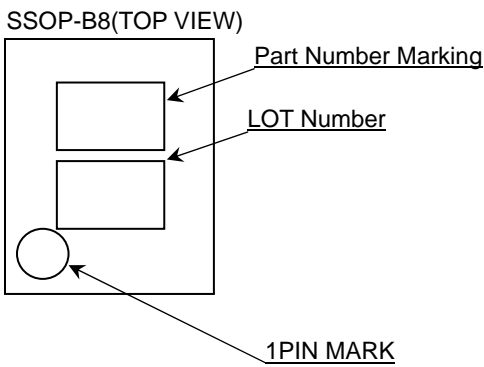 SSOP-B8(TOP VIEW)
Part Number Marking
LOT Number
1PIN MARK